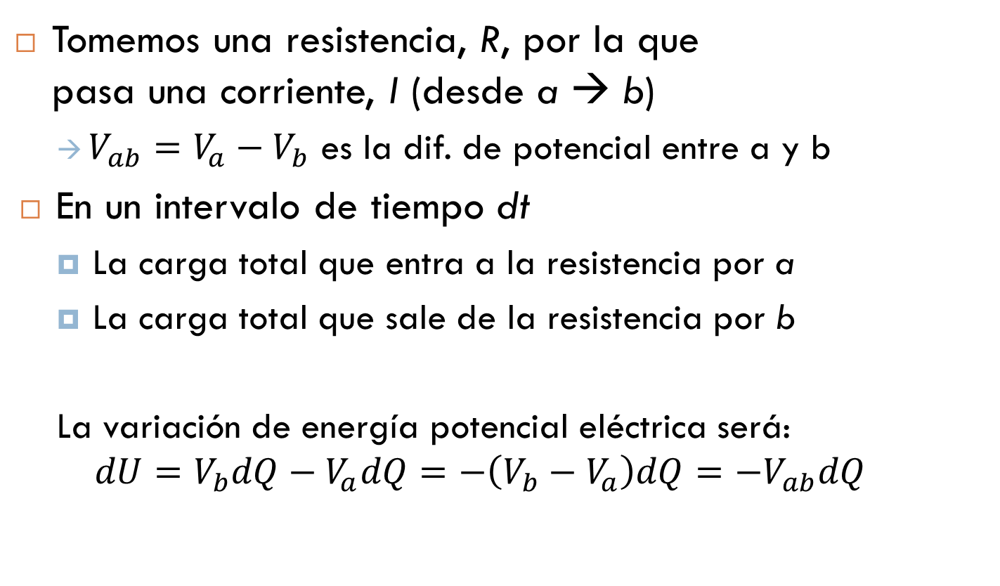 Tomemos una resistencia, R, por la que
pasa una corriente, I (desde a → b)
→ V_{ab} = V_a − V_b es la dif. de potencial entre a y b
En un intervalo de tiempo dt
La carga total que entra a la resistencia por a
La carga total que sale de la resistencia por b
La variación de energía potencial eléctrica será:
dU = V_b dQ − V_a dQ = −(V_b − V_a)dQ = −V_{ab}dQ